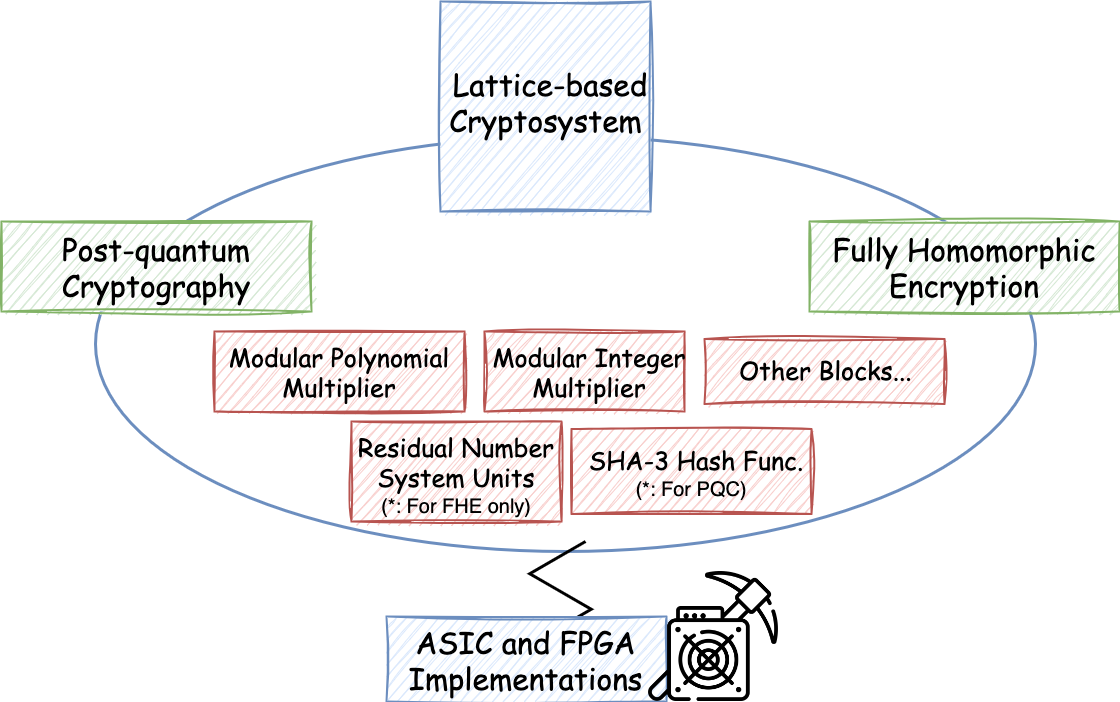 Lattice-based
Cryptosystem
Post-quantum
Cryptography
Fully Homomorphic
Encryption
Modular Polynomial
Multiplier
Modular Integer
Multiplier
Other Blocks...
Residual Number
System Units
(*: For FHE only)
SHA-3 Hash Func.
(*: For PQC)
ASIC and FPGA
Implementations